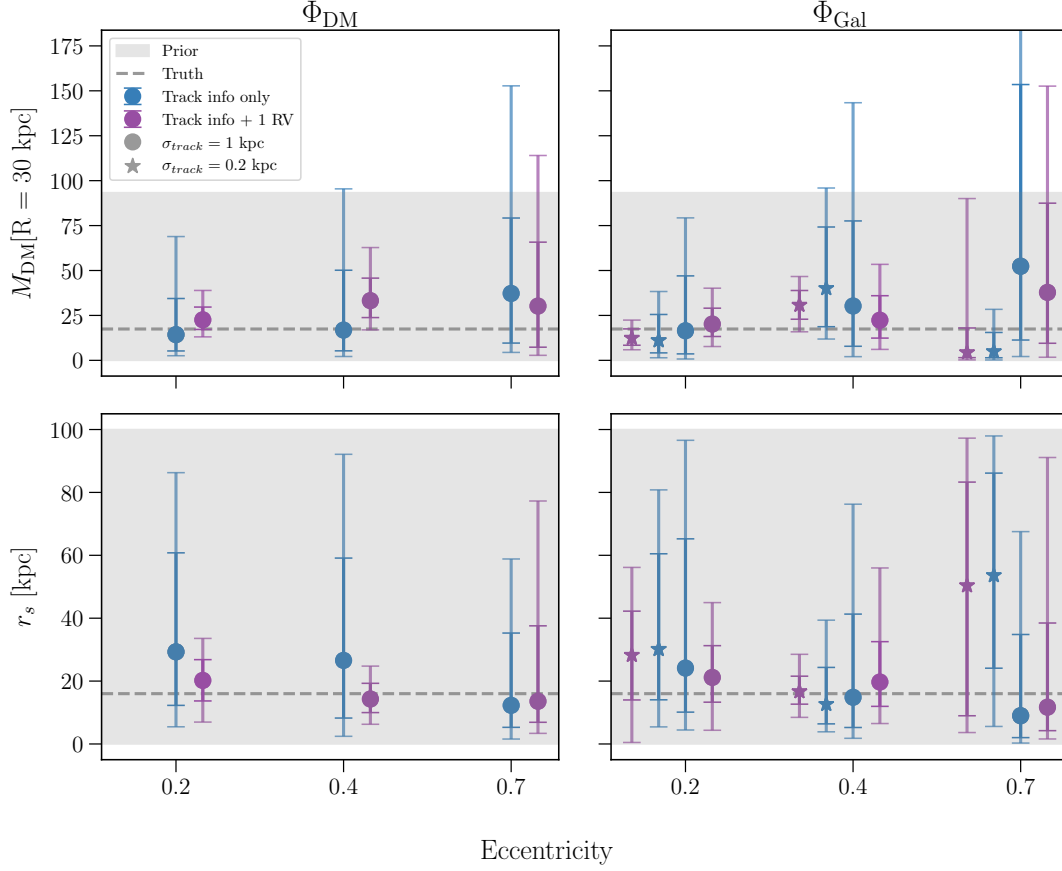 Φ_DM
Φ_Gal
M_DM[R = 30 kpc]
175
150
125
100
75
50
25
0
Prior
Truth
Track info only
Track info + 1 RV
σ_track = 1 kpc
σ_track = 0.2 kpc
r_s [kpc]
100
80
60
40
20
0
0.2
0.4
0.7
0.2
0.4
0.7
Eccentricity